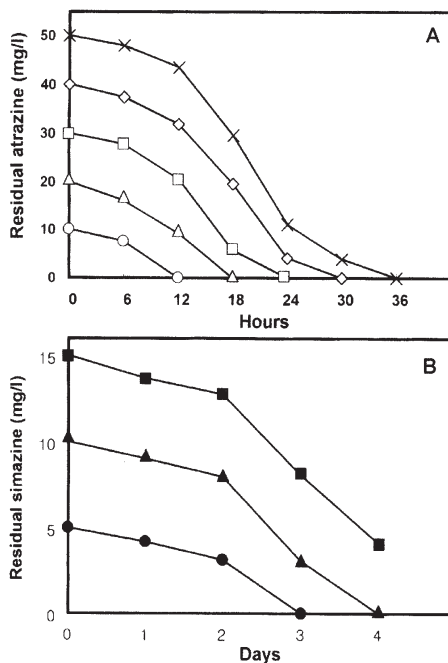 A
Residual atrazine (mg/l)
50
40
30
20
10
0
0 6 12 18 24 30 36
Hours
B
Residual simazine (mg/l)
15
10
5
0
0 1 2 3 4
Days